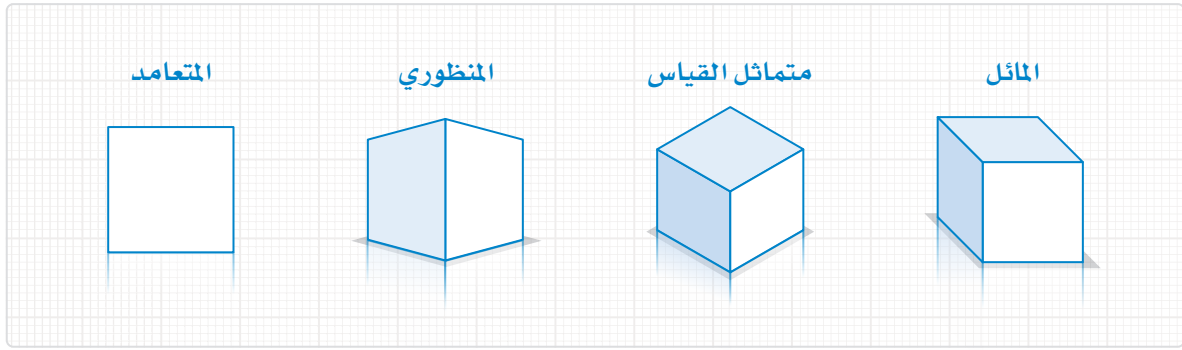 المائل
متماثل القياس
المنظوري
المتعامد